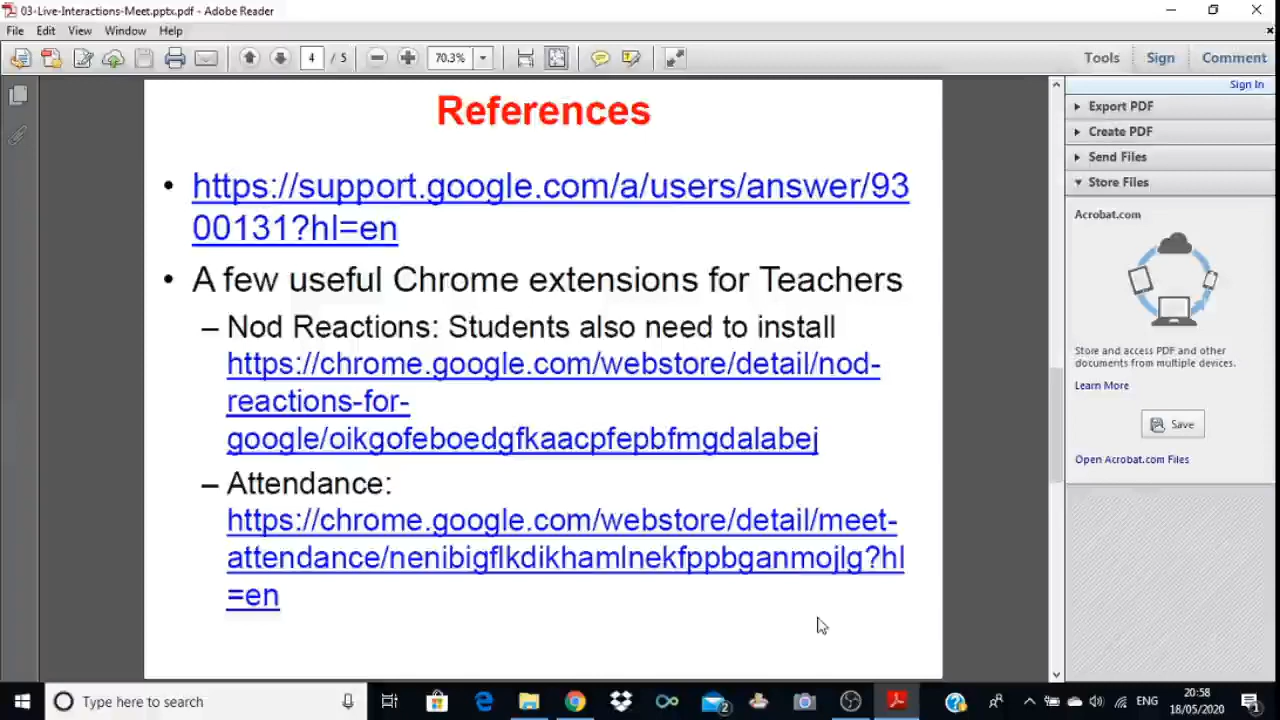 03-Live-Interactions-Meet.pptx.pdf - Adobe Reader
File Edit View Window Help
4 / 5 70.3% Tools Sign Comment
Sign In
References
• https://support.google.com/a/users/answer/93
00131?hl=en
• A few useful Chrome extensions for Teachers
– Nod Reactions: Students also need to install
https://chrome.google.com/webstore/detail/nod-
reactions-for-
google/oikgofeboedgfkaacpfepbfmgdalabej
– Attendance:
https://chrome.google.com/webstore/detail/meet-
attendance/nenibigflkdikhamlnekfppbganmojlg?hl
=en
Export PDF
Create PDF
Send Files
Store Files
Acrobat.com
Store and access PDF and other
documents from multiple devices.
Learn More
Save
Open Acrobat.com Files
Type here to search
2
ENG
20:58
18/05/2020
1